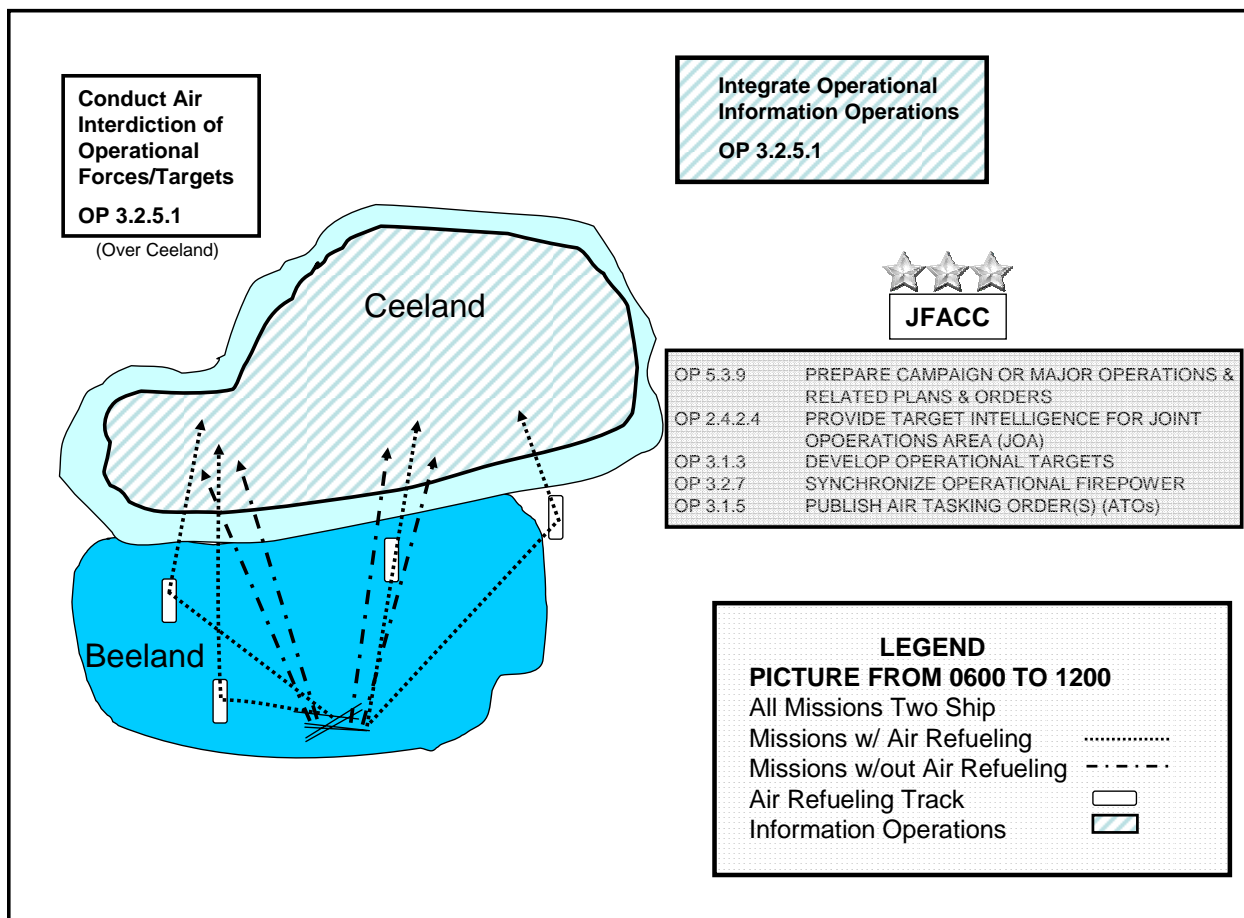 Conduct Air
Interdiction of
Operational
Forces/Targets
OP 3.2.5.1
(Over Ceeland)
Integrate Operational
Information Operations
OP 3.2.5.1
Ceeland
Beeland
JFACC
OP 5.3.9 PREPARE CAMPAIGN OR MAJOR OPERATIONS &
RELATED PLANS & ORDERS
OP 2.4.2.4 PROVIDE TARGET INTELLIGENCE FOR JOINT
OPOERATIONS AREA (JOA)
OP 3.1.3 DEVELOP OPERATIONAL TARGETS
OP 3.2.7 SYNCHRONIZE OPERATIONAL FIREPOWER
OP 3.1.5 PUBLISH AIR TASKING ORDER(S) (ATOs)
LEGEND
PICTURE FROM 0600 TO 1200
All Missions Two Ship
Missions w/ Air Refueling
Missions w/out Air Refueling
Air Refueling Track
Information Operations